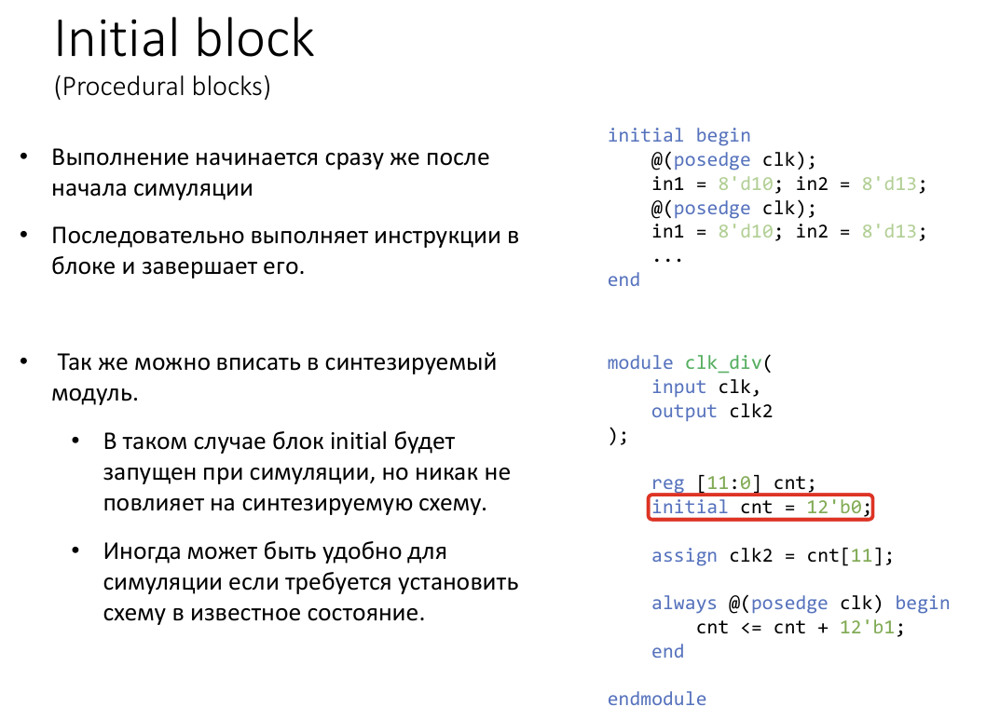 Initial block
(Procedural blocks)
• Выполнение начинается сразу же после
начала симуляции
• Последовательно выполняет инструкции в
блоке и завершает его.
• Так же можно вписать в синтезируемый
модуль.
• В таком случае блок initial будет
запущен при симуляции, но никак не
повлияет на синтезируемую схему.
• Иногда может быть удобно для
симуляции если требуется установить
схему в известное состояние.
initial begin
    @(posedge clk);
    in1 = 8'd10; in2 = 8'd13;
    @(posedge clk);
    in1 = 8'd10; in2 = 8'd13;
    ...
end
module clk_div(
    input clk,
    output clk2
);
    reg [11:0] cnt;
    initial cnt = 12'b0;
    assign clk2 = cnt[11];
    always @(posedge clk) begin
        cnt <= cnt + 12'b1;
    end
endmodule